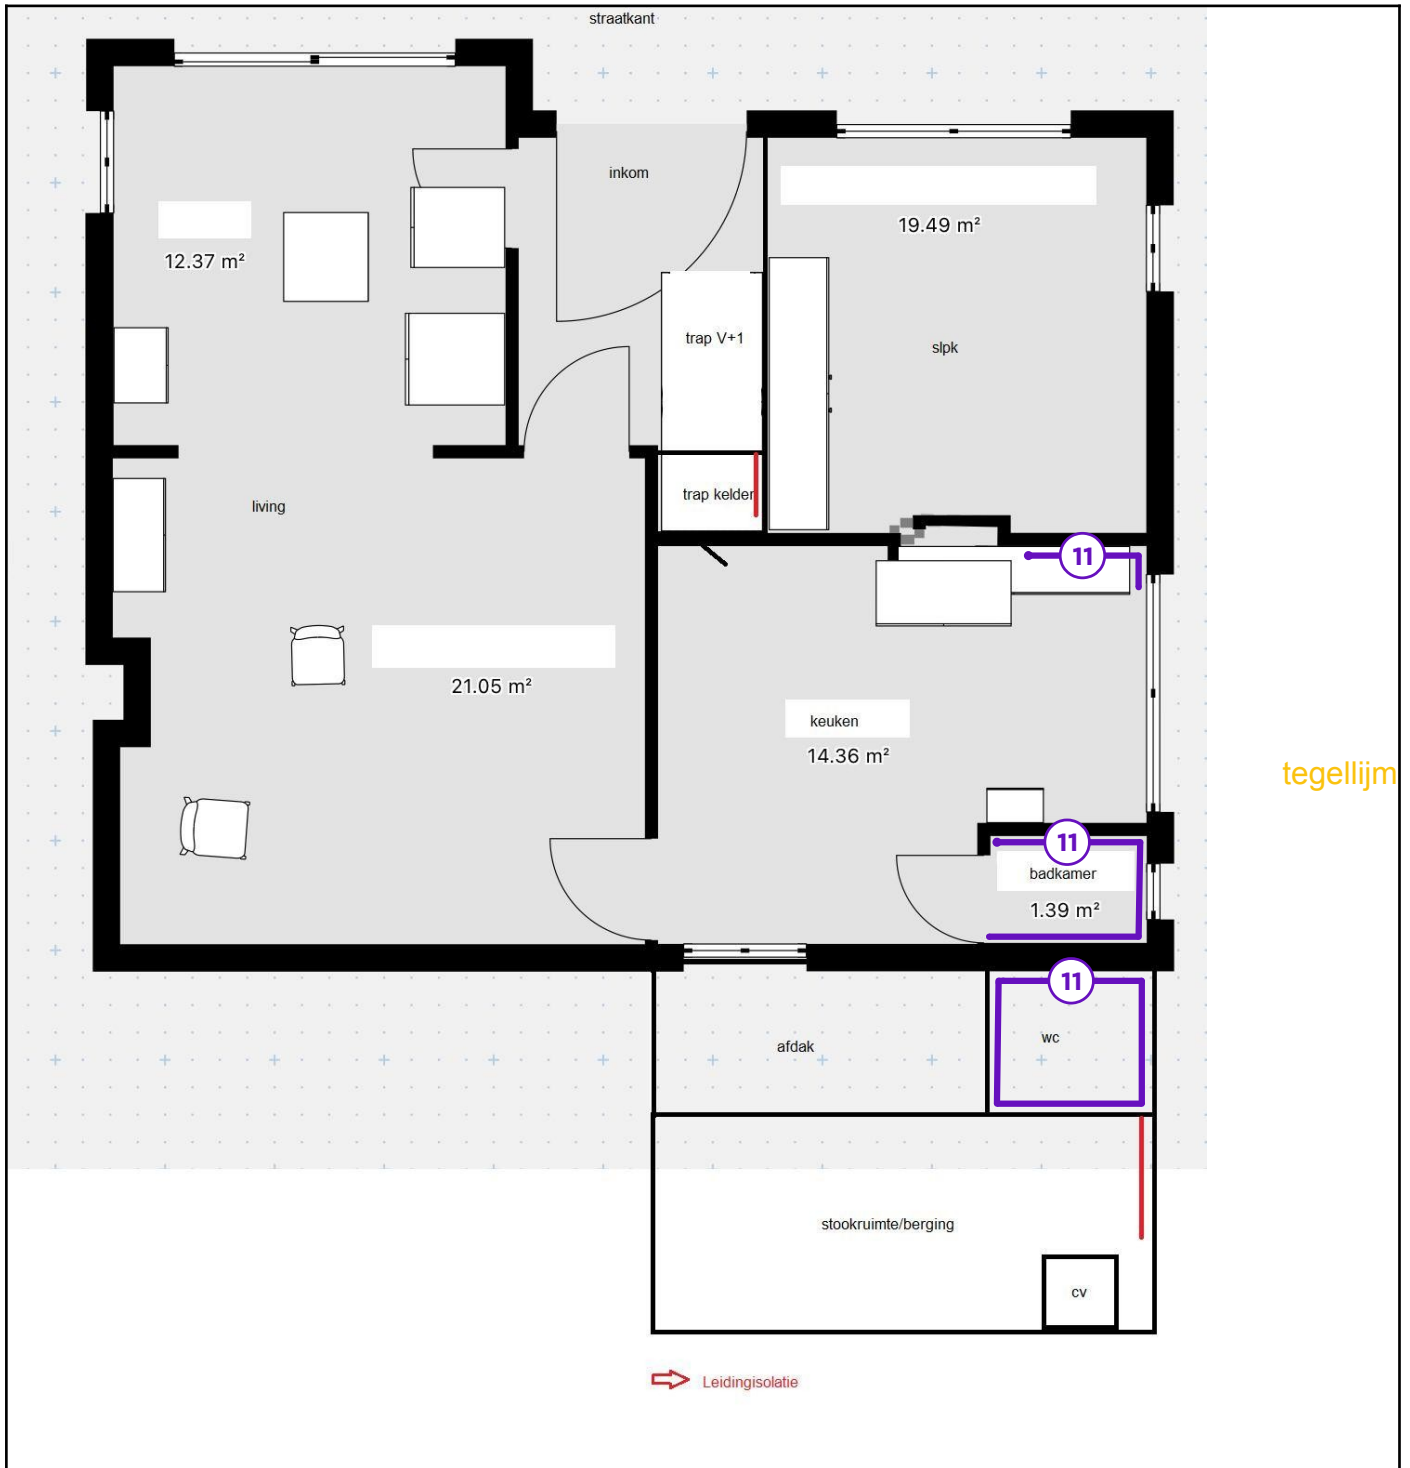 straatkant
inkom
12.37 m²
19.49 m²
trap V+1
slpk
trap kelder
living
11
21.05 m²
keuken
14.36 m²
tegellijm
11
badkamer
1.39 m²
11
wc
afdak
stookruimte/berging
cv
Leidingisolatie